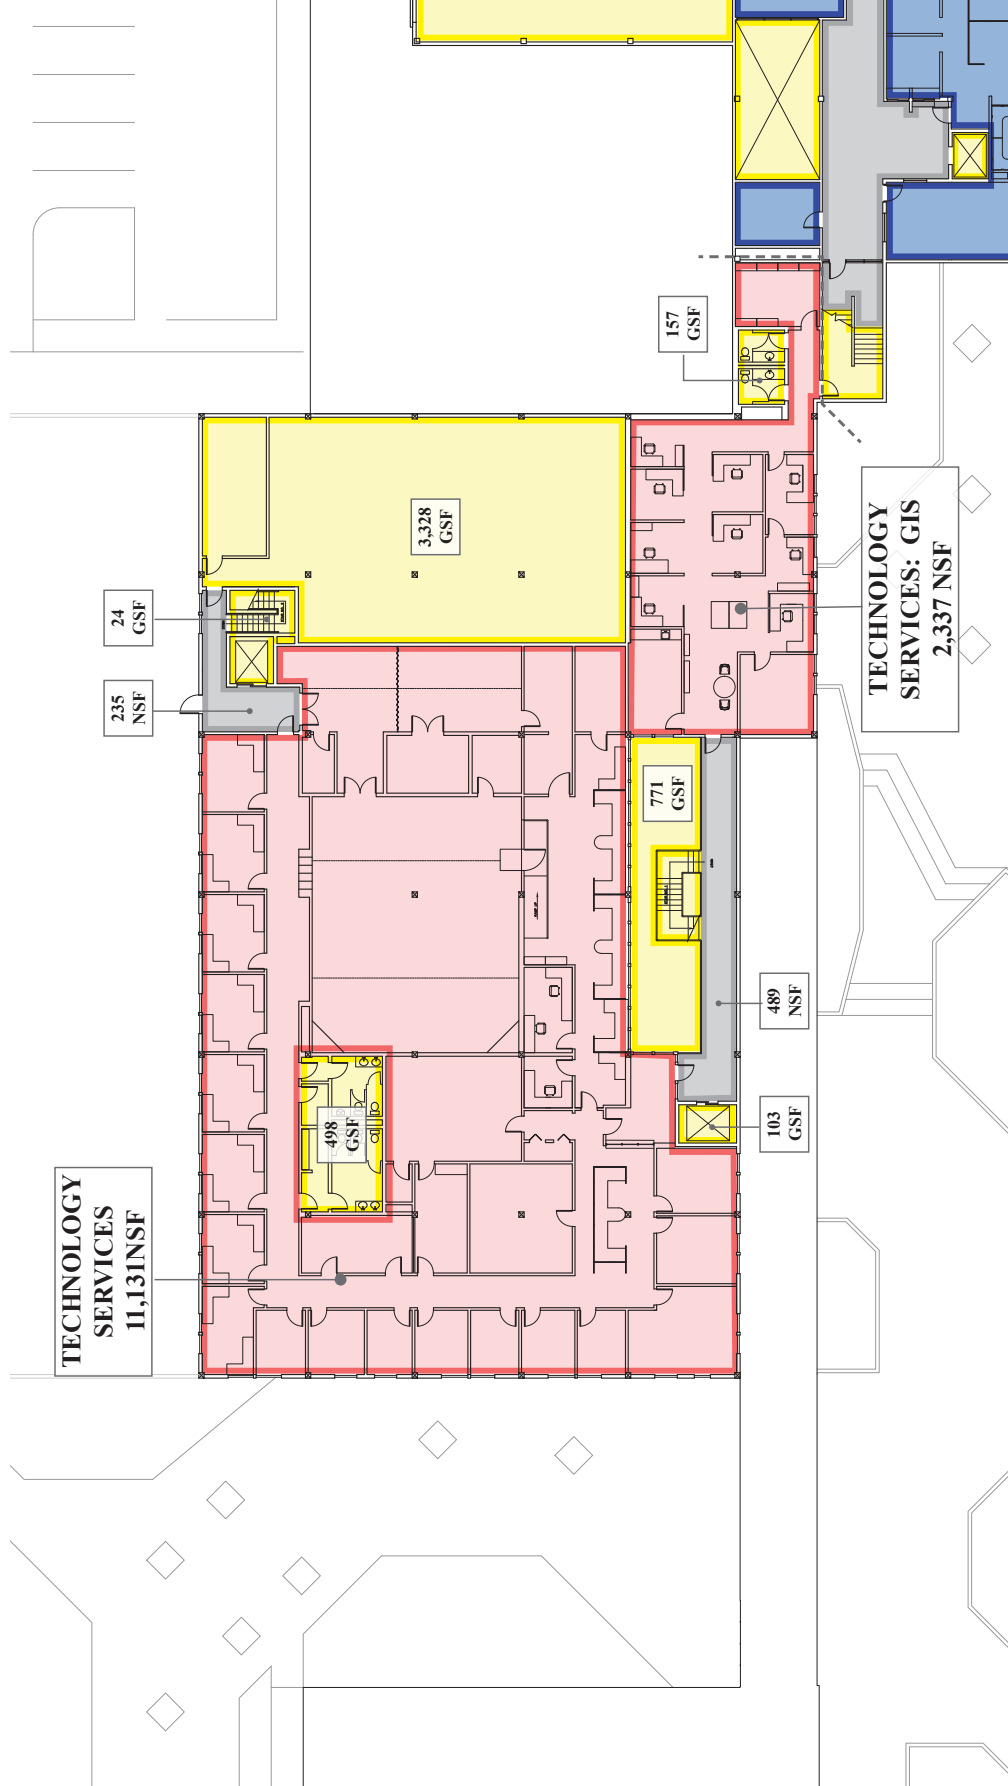 157
GSF
3,328
GSF
24
GSF
235
NSF
TECHNOLOGY
SERVICES: GIS
2,337 NSF
771
GSF
489
NSF
103
GSF
498
GSF
TECHNOLOGY
SERVICES
11,131NSF